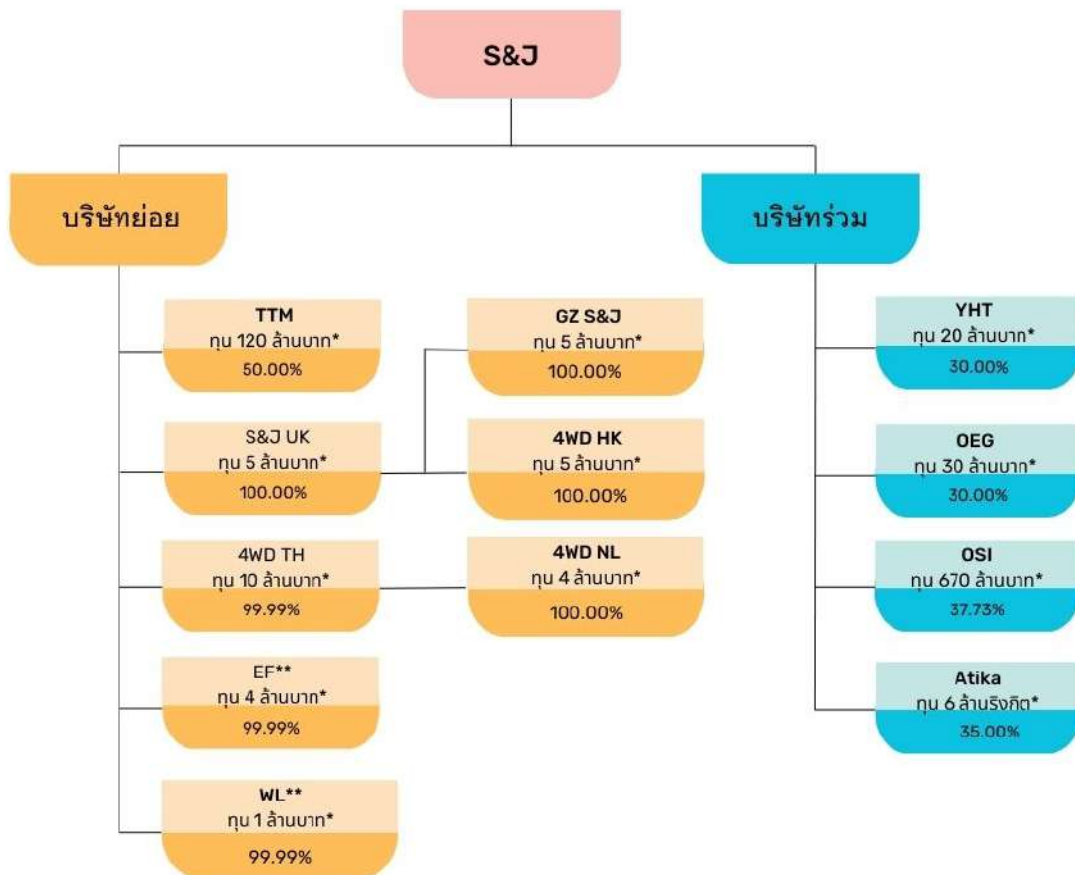 S&J
บริษัทย่อย
บริษัทร่วม
TTM
ทุน 120 ล้านบาท*
50.00%
GZ S&J
ทุน 5 ล้านบาท*
100.00%
YHT
ทุน 20 ล้านบาท*
30.00%
S&J UK
ทุน 5 ล้านบาท*
100.00%
4WD HK
ทุน 5 ล้านบาท*
100.00%
OEG
ทุน 30 ล้านบาท*
30.00%
4WD TH
ทุน 10 ล้านบาท*
99.99%
4WD NL
ทุน 4 ล้านบาท*
100.00%
OSI
ทุน 670 ล้านบาท*
37.73%
EF**
ทุน 4 ล้านบาท*
99.99%
Atika
ทุน 6 ล้านริงกิต*
35.00%
WL**
ทุน 1 ล้านบาท*
99.99%